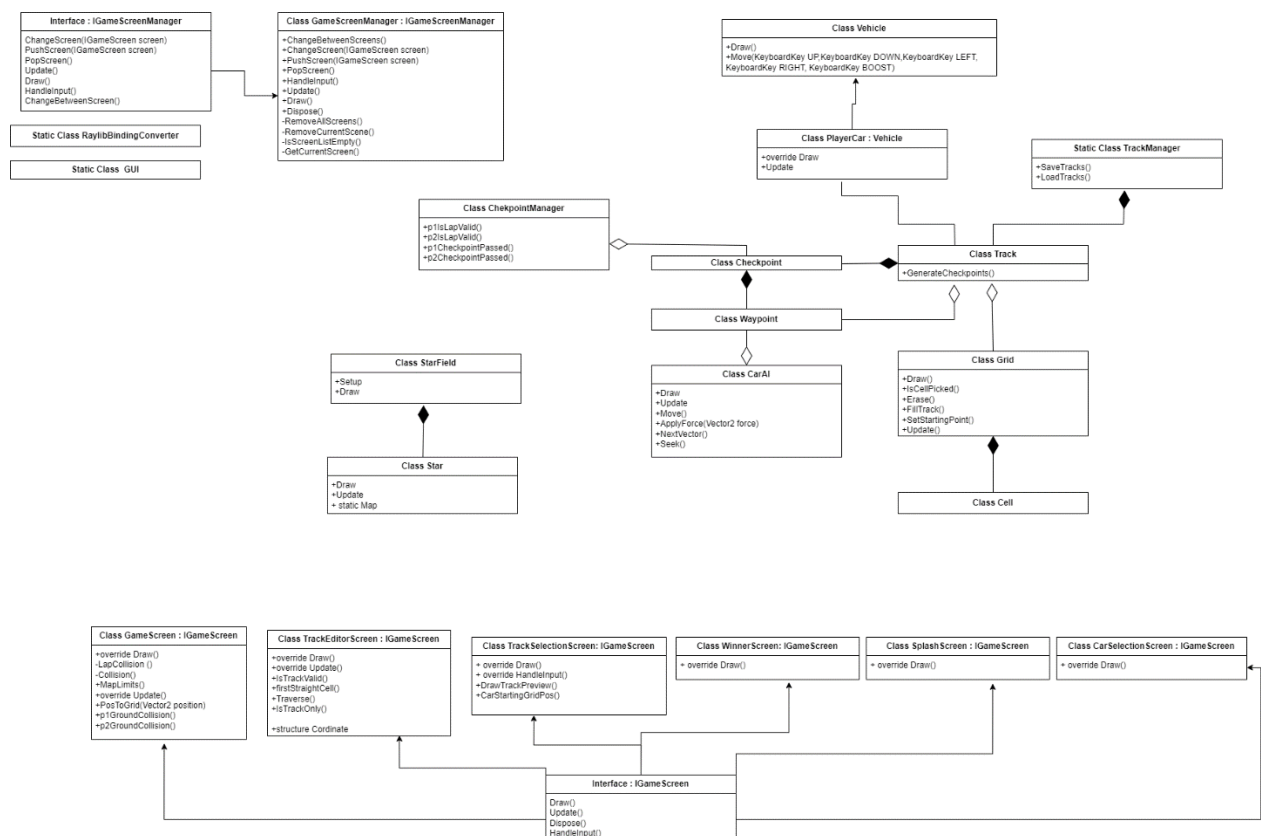 Interface : IGameScreenManager
ChangeScreen(IGameScreen screen)
PushScreen(IGameScreen screen)
PopScreen()
Update()
Draw()
HandleInput()
ChangeBetweenScreen()
Static Class RaylibBindingConverter
Static Class  GUI
Class GameScreenManager : IGameScreenManager
+ChangeBetweenScreens()
+ChangeScreen(IGameScreen screen)
+PushScreen(IGameScreen screen)
+PopScreen()
+HandleInput()
+Update()
+Draw()
+Dispose()
-RemoveAllScreens()
-RemoveCurrentScene()
-IsScreenListEmpty()
-GetCurrentScreen()
Class Vehicle
+Draw()
+Move(KeyboardKey UP,KeyboardKey DOWN,KeyboardKey LEFT,
KeyboardKey RIGHT, KeyboardKey BOOST)
Class PlayerCar : Vehicle
+override Draw
+Update
Static Class TrackManager
+SaveTracks()
+LoadTracks()
Class ChekpointManager
+p1IsLapValid()
+p2IsLapValid()
+p1CheckpointPassed()
+p2CheckpointPassed()
Class Checkpoint
Class Track
+GenerateCheckpoints()
Class Waypoint
Class StarField
+Setup
+Draw
Class CarAI
+Draw
+Update
+Move()
+ApplyForce(Vector2 force)
+NextVector()
+Seek()
Class Grid
+Draw()
+IsCellPicked()
+Erase()
+FillTrack()
+SetStartingPoint()
+Update()
Class Star
+Draw
+Update
+ static Map
Class Cell
Class GameScreen : IGameScreen
+override Draw()
-LapCollision ()
-Collision()
+MapLimits()
+override Update()
+PosToGrid(Vector2 position)
+p1GroundCollision()
+p2GroundCollision()
Class TrackEditorScreen : IGameScreen
+override Draw()
+override Update()
+IsTrackValid()
+firstStraightCell()
+Traverse()
+IsTrackOnly()
+structure Cordinate
Class TrackSelectionScreen: IGameScreen
+ override Draw()
+ override HandleInput()
+DrawTrackPreview()
+CarStartingGridPos()
Class WinnerScreen: IGameScreen
+ override Draw()
Class SplashScreen : IGameScreen
+ override Draw()
Class CarSelectionScreen : IGameScreen
+ override Draw()
Interface : IGameScreen
Draw()
Update()
Dispose()
HandleInput()